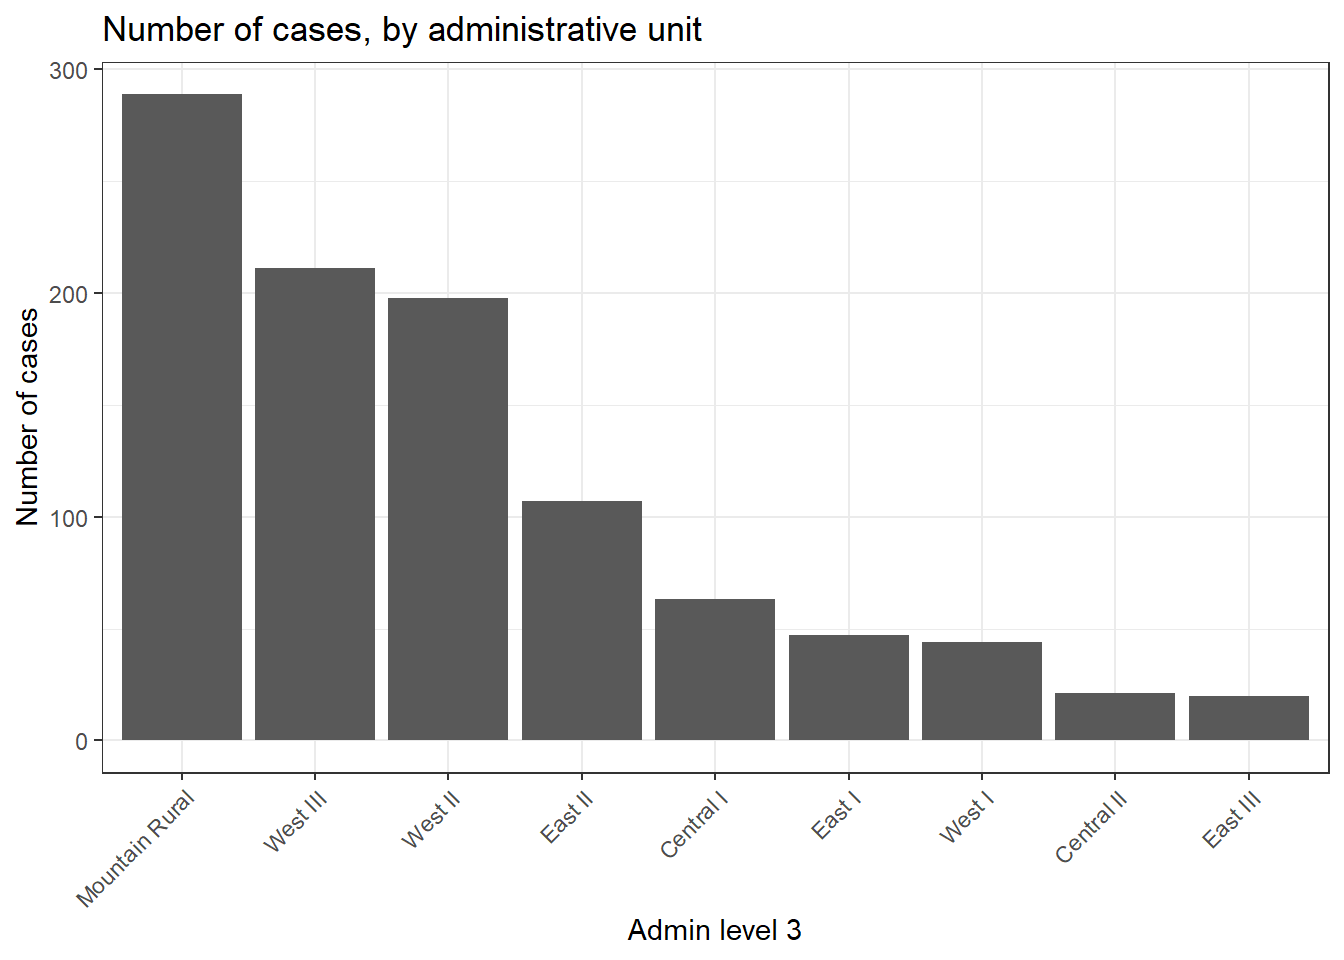 Number of cases, by administrative unit
Number of cases
300
200
100
0
Mountain Rural
West III
West II
East II
Central I
East I
West I
Central II
East III
Admin level 3